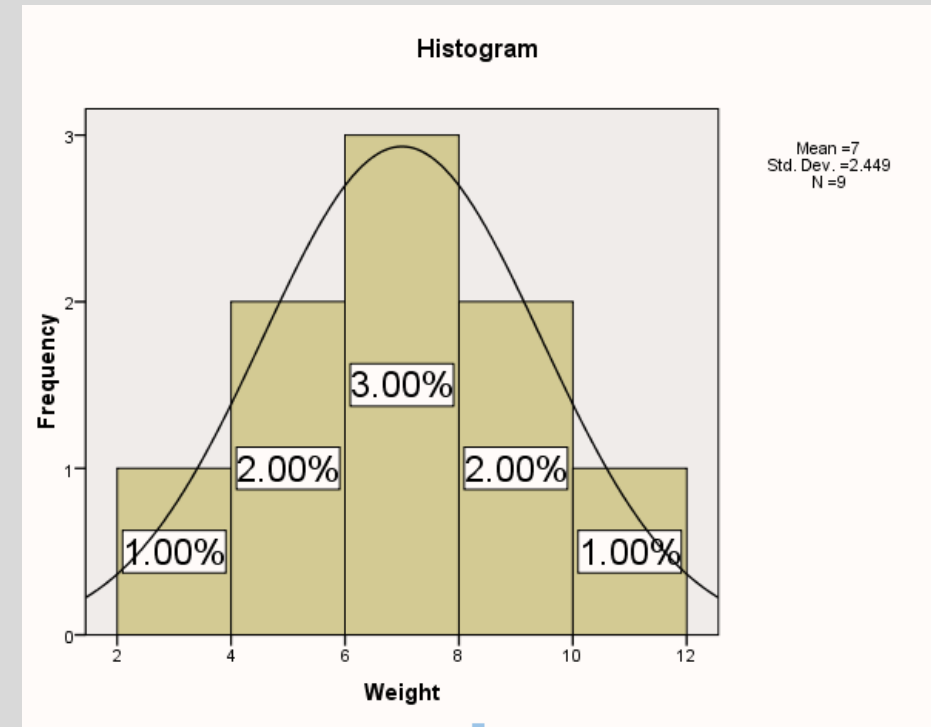 Histogram
Mean =7
Std. Dev. =2.449
N =9
Frequency
3
2
1
0
3.00%
2.00%
2.00%
1.00%
1.00%
2
4
6
8
10
12
Weight